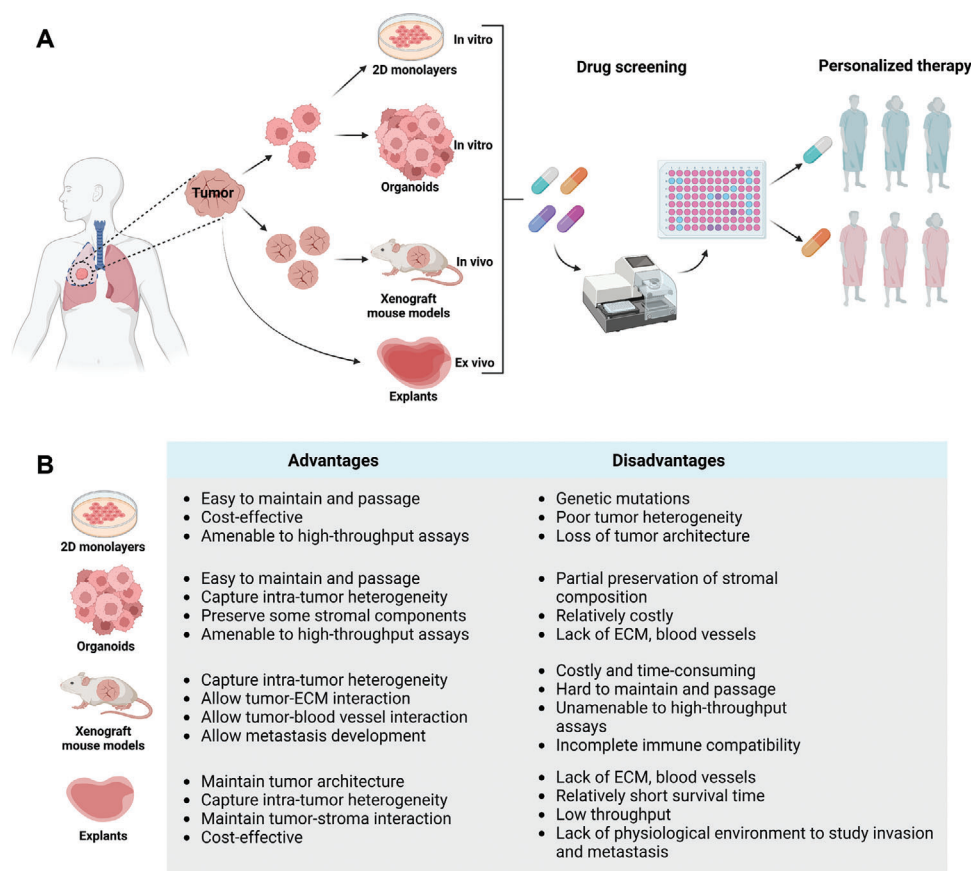 A
In vitro
2D monolayers
Drug screening
Personalized therapy
In vitro
Organoids
Tumor
In vivo
Xenograft
mouse models
Ex vivo
Explants
B
Advantages
Disadvantages
2D monolayers
• Easy to maintain and passage
• Cost-effective
• Amenable to high-throughput assays
• Genetic mutations
• Poor tumor heterogeneity
• Loss of tumor architecture
Organoids
• Easy to maintain and passage
• Capture intra-tumor heterogeneity
• Preserve some stromal components
• Amenable to high-throughput assays
• Partial preservation of stromal
composition
• Relatively costly
• Lack of ECM, blood vessels
Xenograft
mouse models
• Capture intra-tumor heterogeneity
• Allow tumor-ECM interaction
• Allow tumor-blood vessel interaction
• Allow metastasis development
• Costly and time-consuming
• Hard to maintain and passage
• Unamenable to high-throughput
assays
• Incomplete immune compatibility
Explants
• Maintain tumor architecture
• Capture intra-tumor heterogeneity
• Maintain tumor-stroma interaction
• Cost-effective
• Lack of ECM, blood vessels
• Relatively short survival time
• Low throughput
• Lack of physiological environment to study invasion
and metastasis